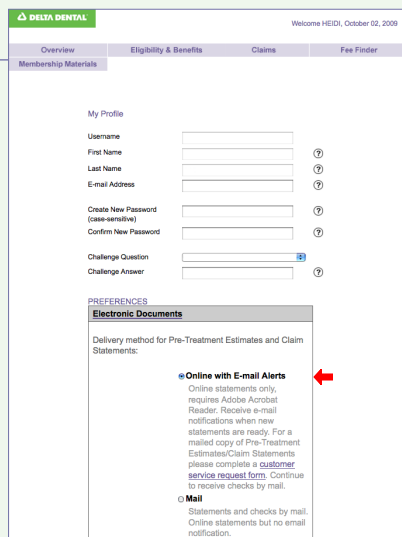 DELTA DENTAL
Welcome HEIDI, October 02, 2009
Overview Eligibility & Benefits Claims Fee Finder
Membership Materials
My Profile
Username
First Name ?
Last Name ?
E-mail Address ?
Create New Password ?
(case-sensitive)
Confirm New Password ?
Challenge Question
Challenge Answer ?
PREFERENCES
Electronic Documents
Delivery method for Pre-Treatment Estimates and Claim
Statements:
Online with E-mail Alerts
Online statements only,
requires Adobe Acrobat
Reader. Receive e-mail
notifications when new
statements are ready. For a
mailed copy of Pre-Treatment
Estimates/Claim Statements
please complete a customer
service request form. Continue
to receive checks by mail.
Mail
Statements and checks by mail.
Online statements but no email
notification.